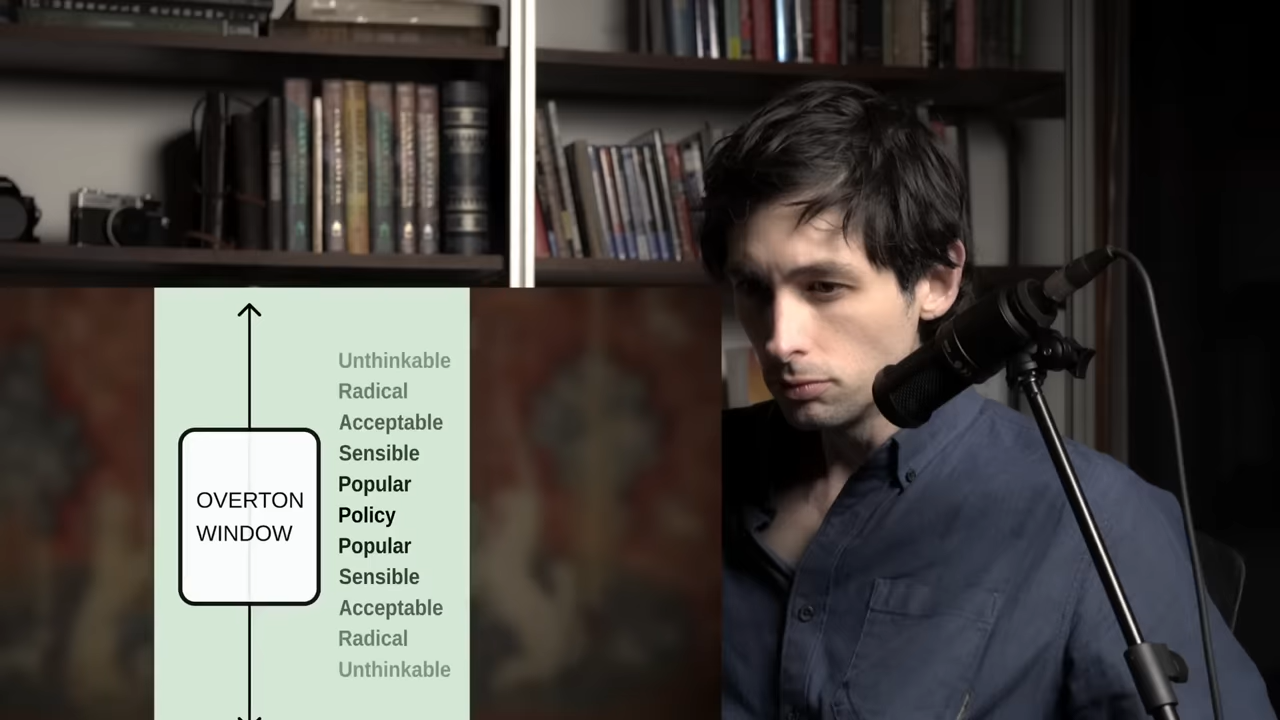 Unthinkable
Radical
Acceptable
Sensible
Popular
OVERTON
WINDOW
Policy
Popular
Sensible
Acceptable
Radical
Unthinkable